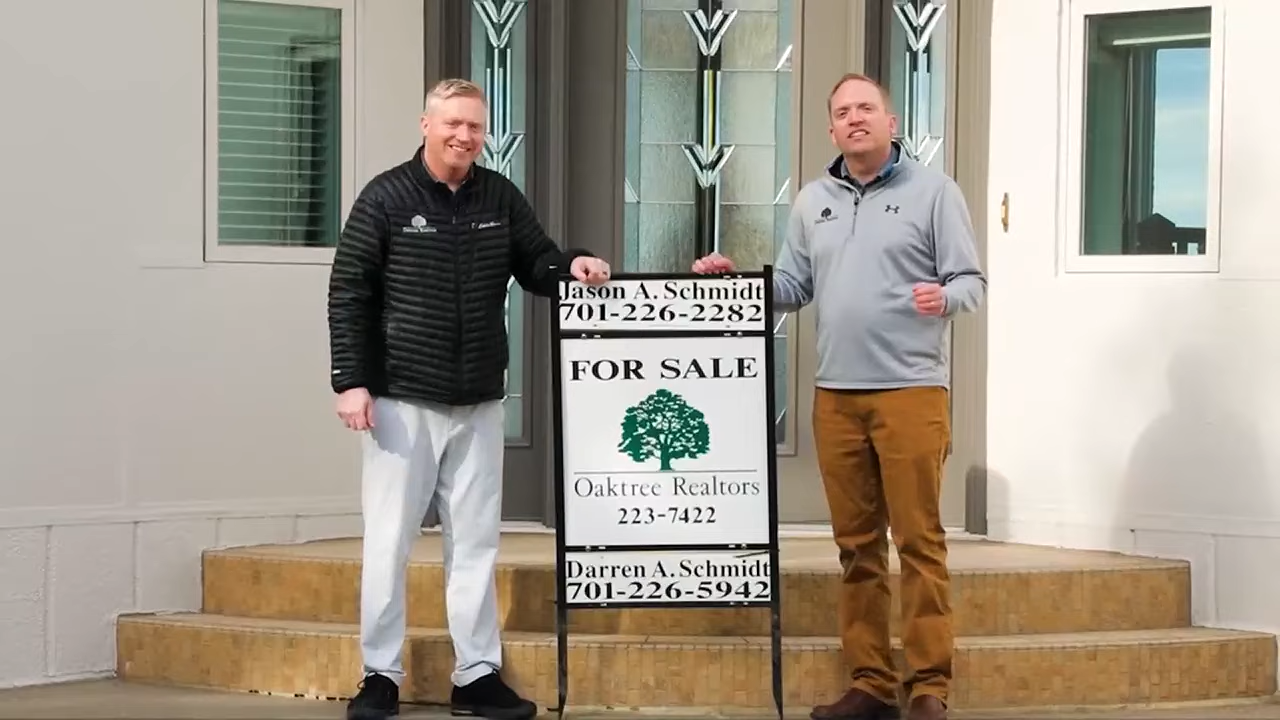 Jason A. Schmidt
701-226-2282
FOR SALE
Oaktree Realtors
223-7422
Darren A. Schmidt
701-226-5942